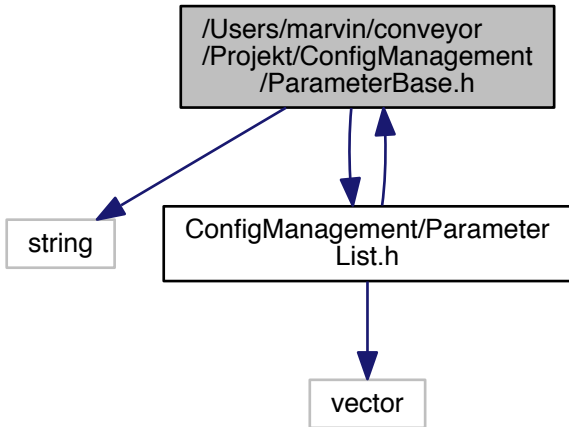 /Users/marvin/conveyor
/Projekt/ConfigManagement
/ParameterBase.h
string
ConfigManagement/Parameter
List.h
vector